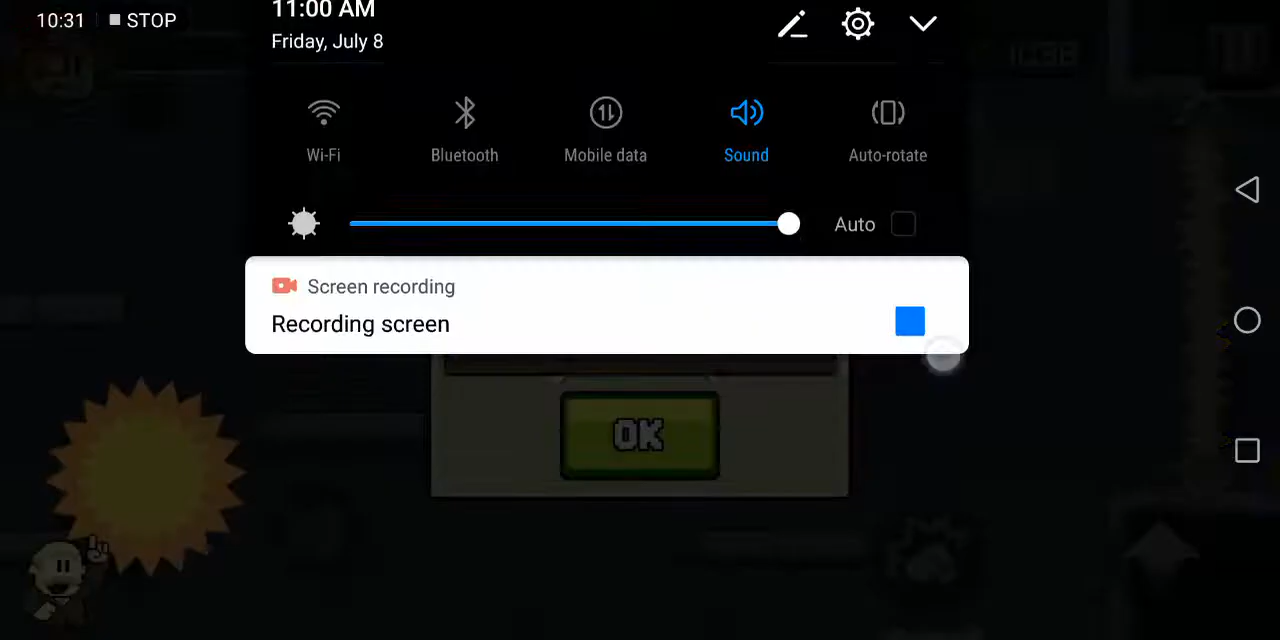 10:31 STOP
11:00 AM
Friday, July 8
Wi-Fi Bluetooth Mobile data Sound Auto-rotate
Auto
Screen recording
Recording screen
OK